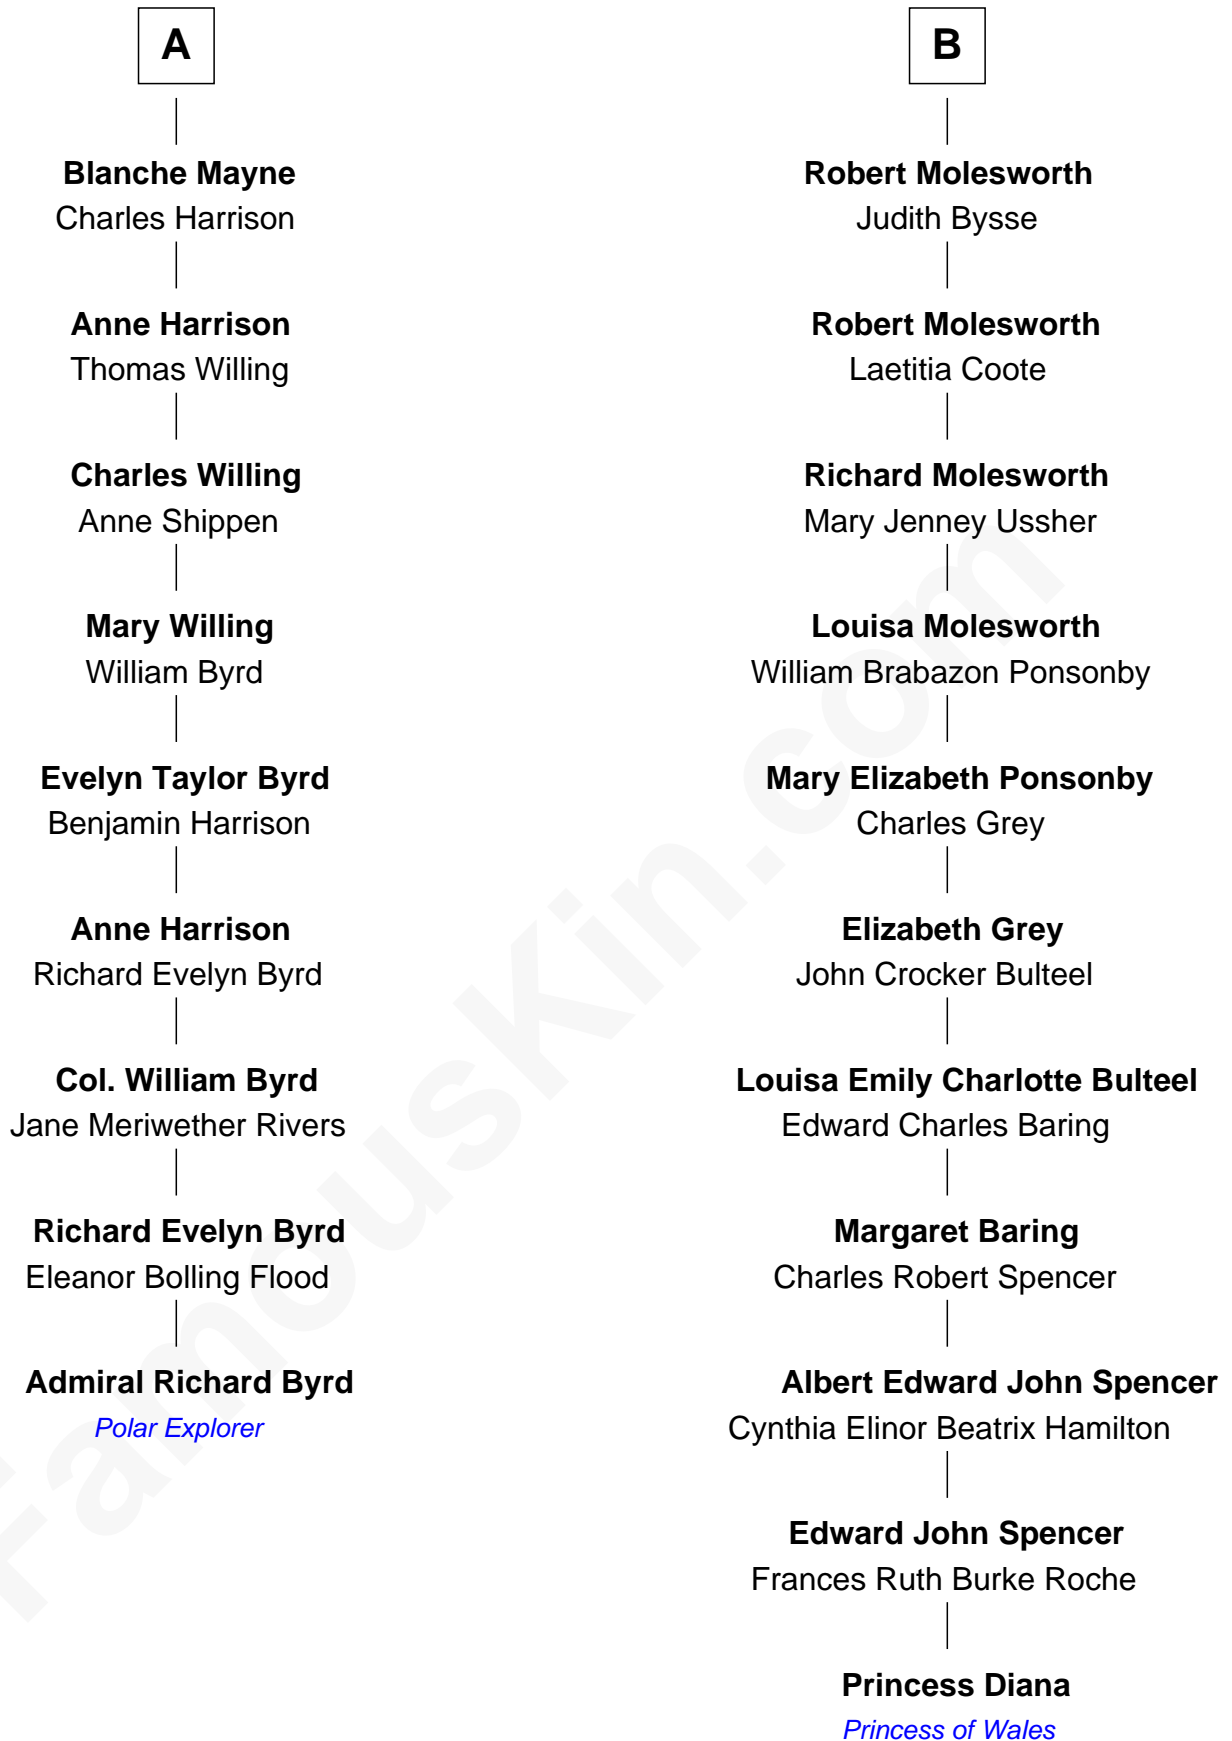 A
Blanche Mayne
Charles Harrison
Anne Harrison
Thomas Willing
Charles Willing
Anne Shippen
Mary Willing
William Byrd
Evelyn Taylor Byrd
Benjamin Harrison
Anne Harrison
Richard Evelyn Byrd
Col. William Byrd
Jane Meriwether Rivers
Richard Evelyn Byrd
Eleanor Bolling Flood
Admiral Richard Byrd
Polar Explorer
B
Robert Molesworth
Judith Bysse
Robert Molesworth
Laetitia Coote
Richard Molesworth
Mary Jenney Ussher
Louisa Molesworth
William Brabazon Ponsonby
Mary Elizabeth Ponsonby
Charles Grey
Elizabeth Grey
John Crocker Bulteel
Louisa Emily Charlotte Bulteel
Edward Charles Baring
Margaret Baring
Charles Robert Spencer
Albert Edward John Spencer
Cynthia Elinor Beatrix Hamilton
Edward John Spencer
Frances Ruth Burke Roche
Princess Diana
Princess of Wales
FamousKin.com